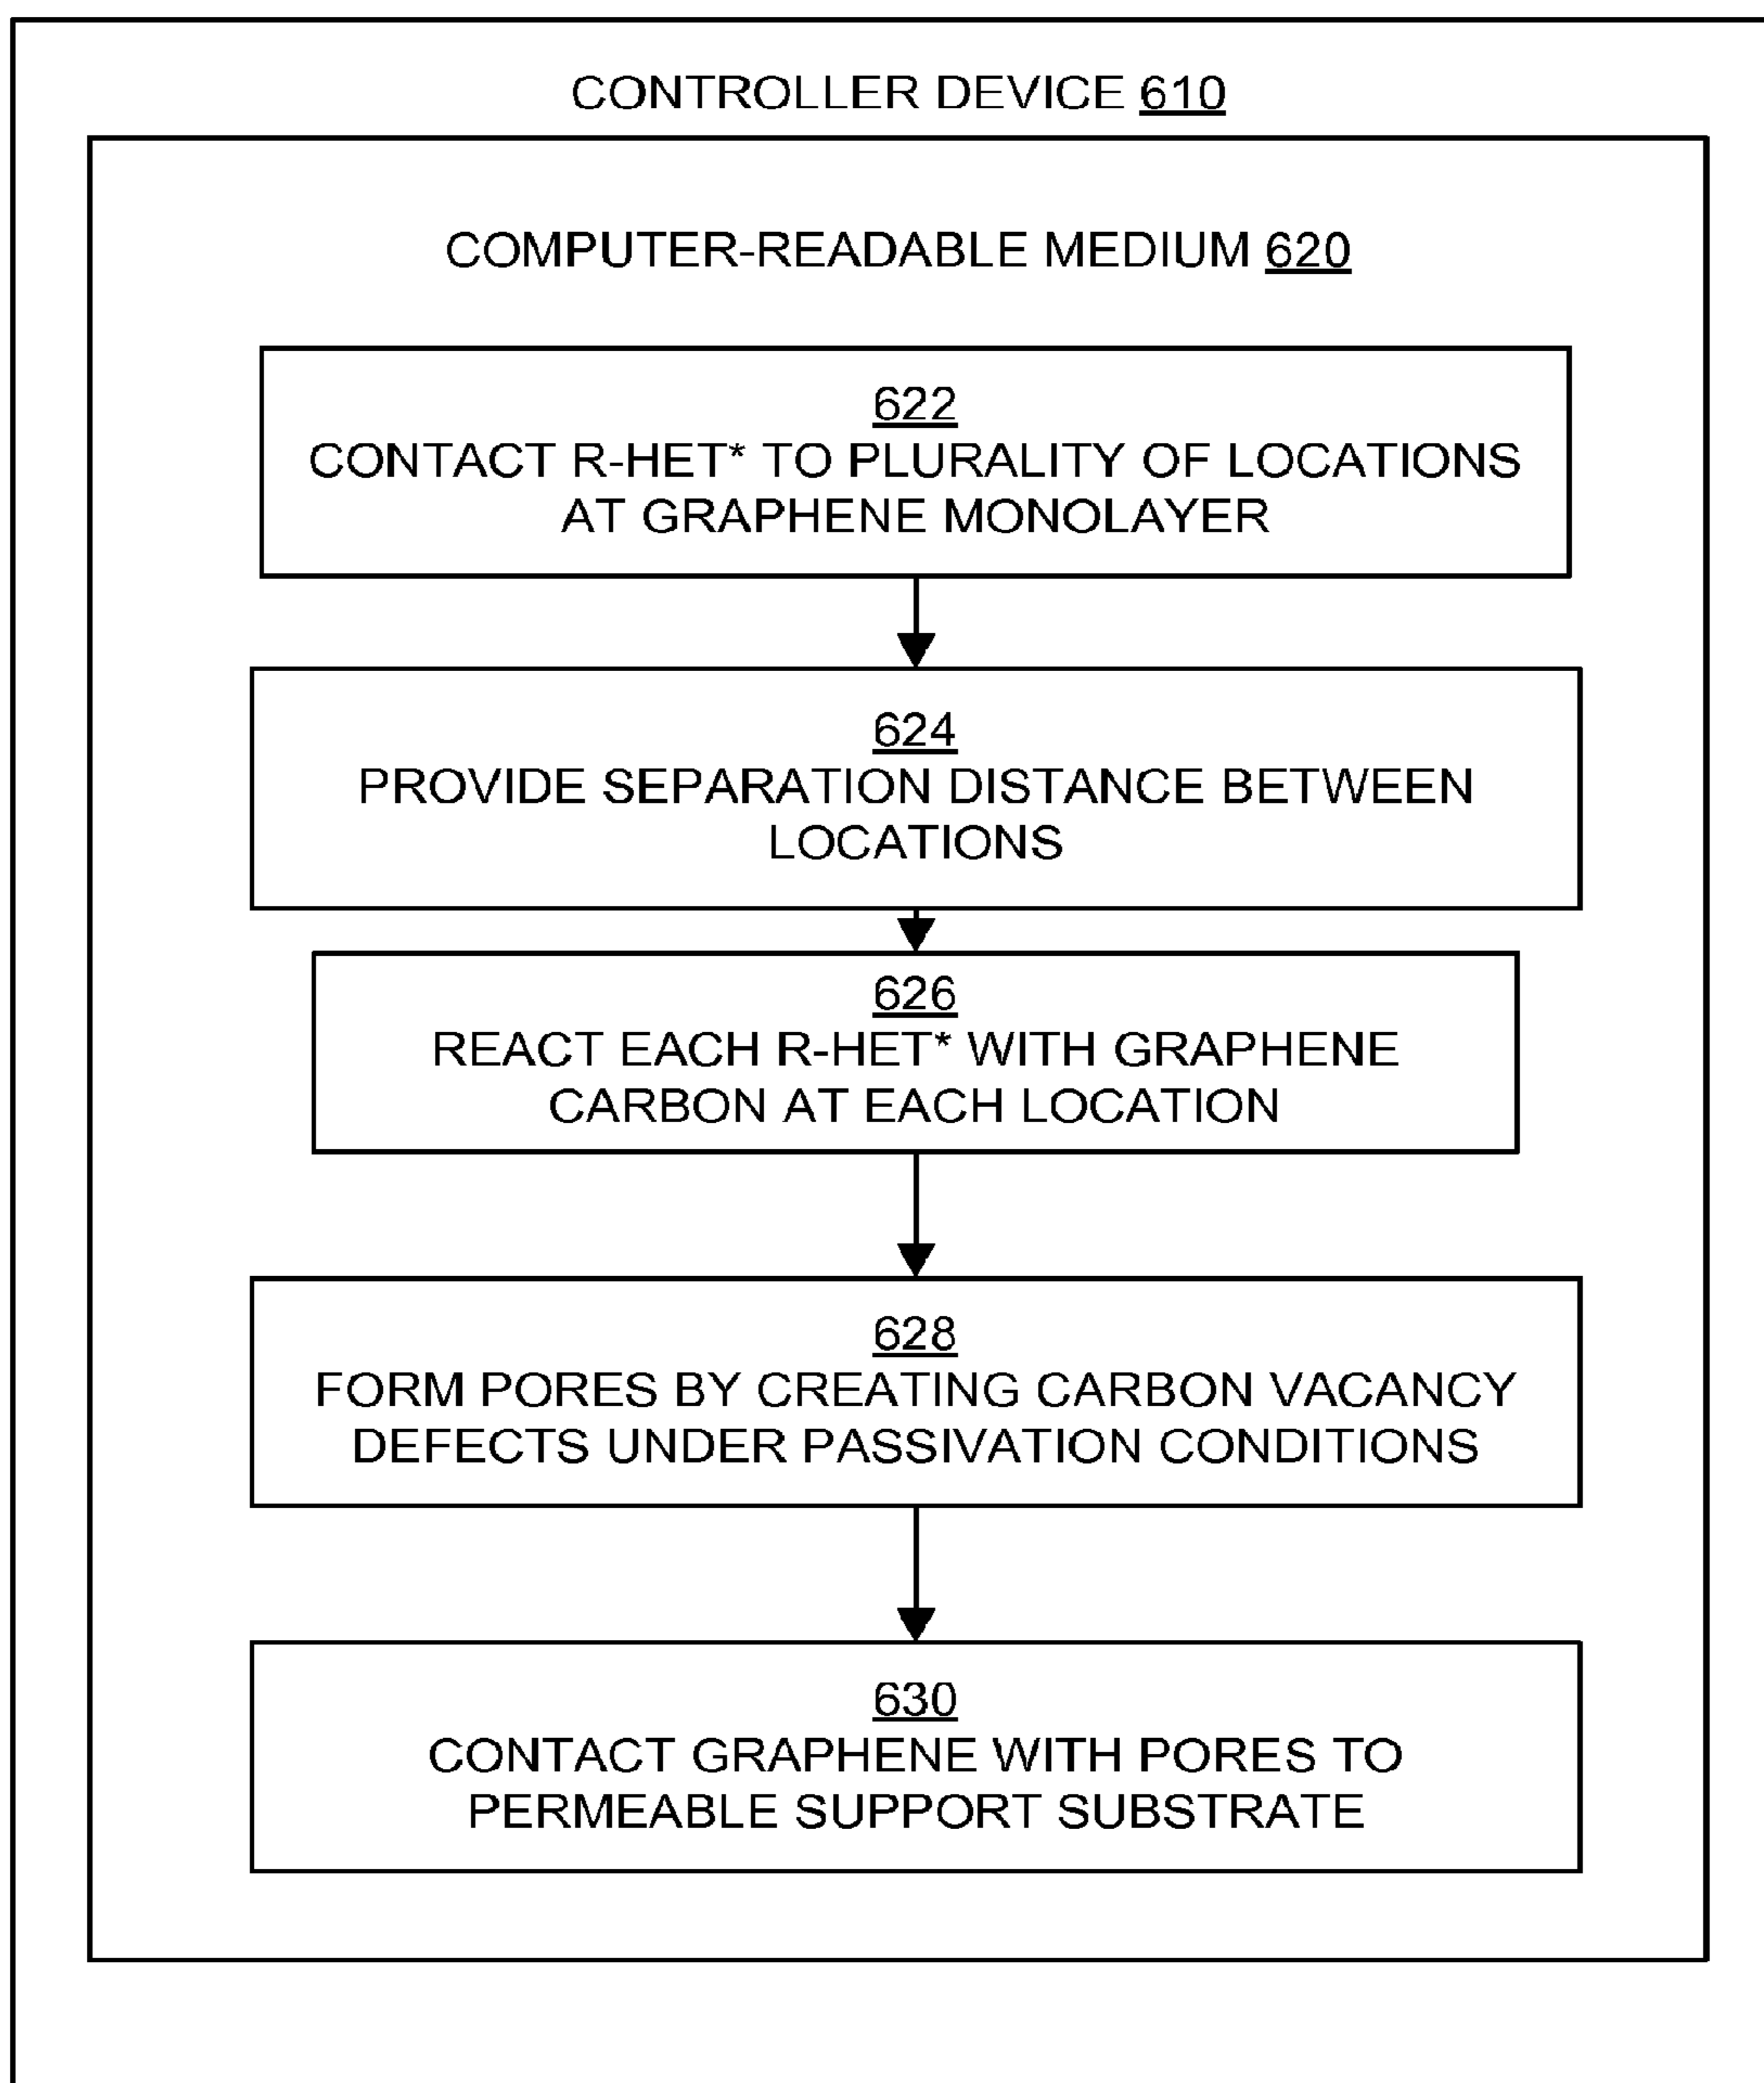 CONTROLLER DEVICE 610
COMPUTER-READABLE MEDIUM 620
622
CONTACT R-HET* TO PLURALITY OF LOCATIONS
AT GRAPHENE MONOLAYER
624
PROVIDE SEPARATION DISTANCE BETWEEN
LOCATIONS
626
REACT EACH R-HET* WITH GRAPHENE
CARBON AT EACH LOCATION
628
FORM PORES BY CREATING CARBON VACANCY
DEFECTS UNDER PASSIVATION CONDITIONS
630
CONTACT GRAPHENE WITH PORES TO
PERMEABLE SUPPORT SUBSTRATE